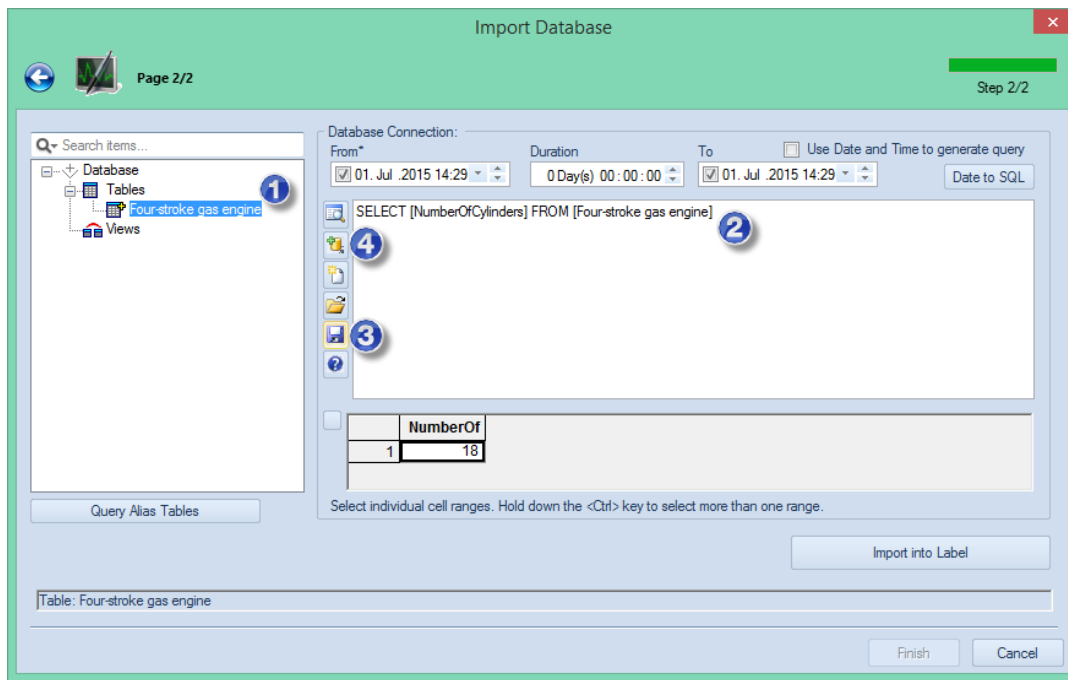 Import Database
Page 2/2
Step 2/2
Search items...
Database
Tables
Four-stroke gas engine
Views
1
Query Alias Tables
Database Connection:
From*
Duration
To
Use Date and Time to generate query
01. Jul .2015 14:29
0 Day(s) 00 : 00 : 00
01. Jul .2015 14:29
Date to SQL
SELECT [NumberOfCylinders] FROM [Four-stroke gas engine]
2
4
3
NumberOf
1 18
Select individual cell ranges. Hold down the <Ctrl> key to select more than one range.
Import into Label
Table: Four-stroke gas engine
Finish
Cancel